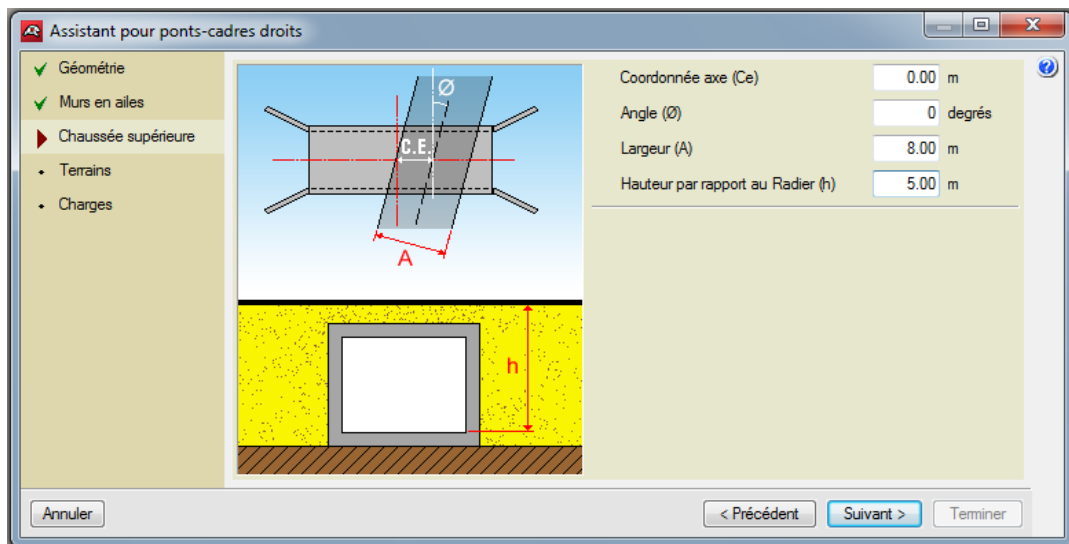 Assistant pour ponts-cadres droits
Géométrie
Murs en ailes
Chaussée supérieure
Terrains
Charges
Ø
C.E.
A
h
Coordonnée axe (Ce) 0.00 m
Angle (Ø) 0 degrés
Largeur (A) 8.00 m
Hauteur par rapport au Radier (h) 5.00 m
?
Annuler
< Précédent
Suivant >
Terminer